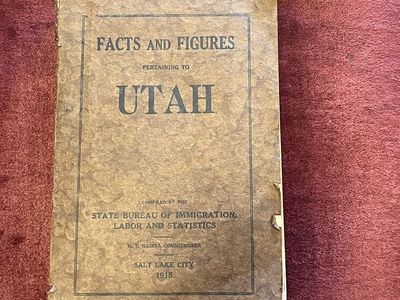 FACTS AND FIGURES
PERTAINING TO
UTAH
COMPILED BY THE
STATE BUREAU OF IMMIGRATION,
LABOR AND STATISTICS
H. T. HAINES, COMMISSIONER
SALT LAKE CITY
1915